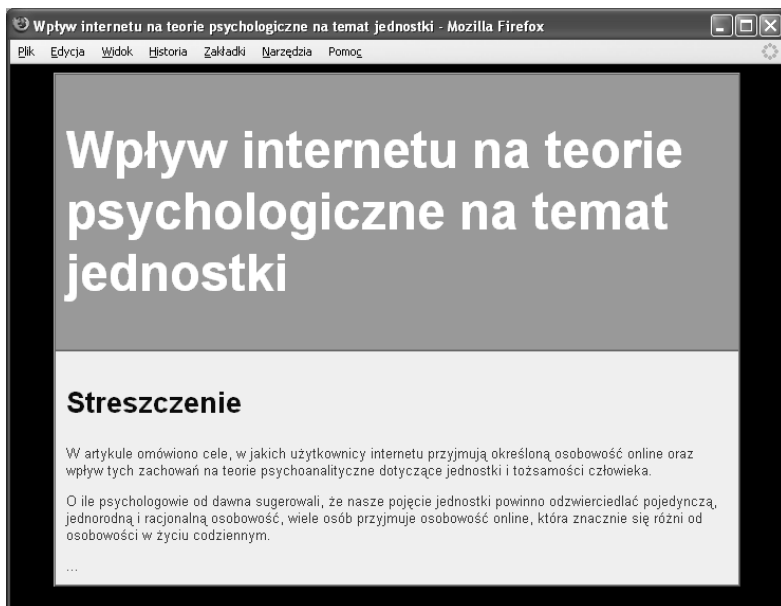 Wpływ internetu na teorie psychologiczne na temat jednostki - Mozilla Firefox
Plik Edycja Widok Historia Zakładki Narzędzia Pomoc
Wpływ internetu na teorie
psychologiczne na temat
jednostki
Streszczenie
W artykule omówiono cele, w jakich użytkownicy internetu przyjmują określoną osobowość online oraz
wpływ tych zachowań na teorie psychoanalityczne dotyczące jednostki i tożsamości człowieka.
O ile psychologowie od dawna sugerowali, że nasze pojęcie jednostki powinno odzwierciedlać pojedynczą,
jednorodną i racjonalną osobowość, wiele osób przyjmuje osobowość online, która znacznie się różni od
osobowości w życiu codziennym.
...